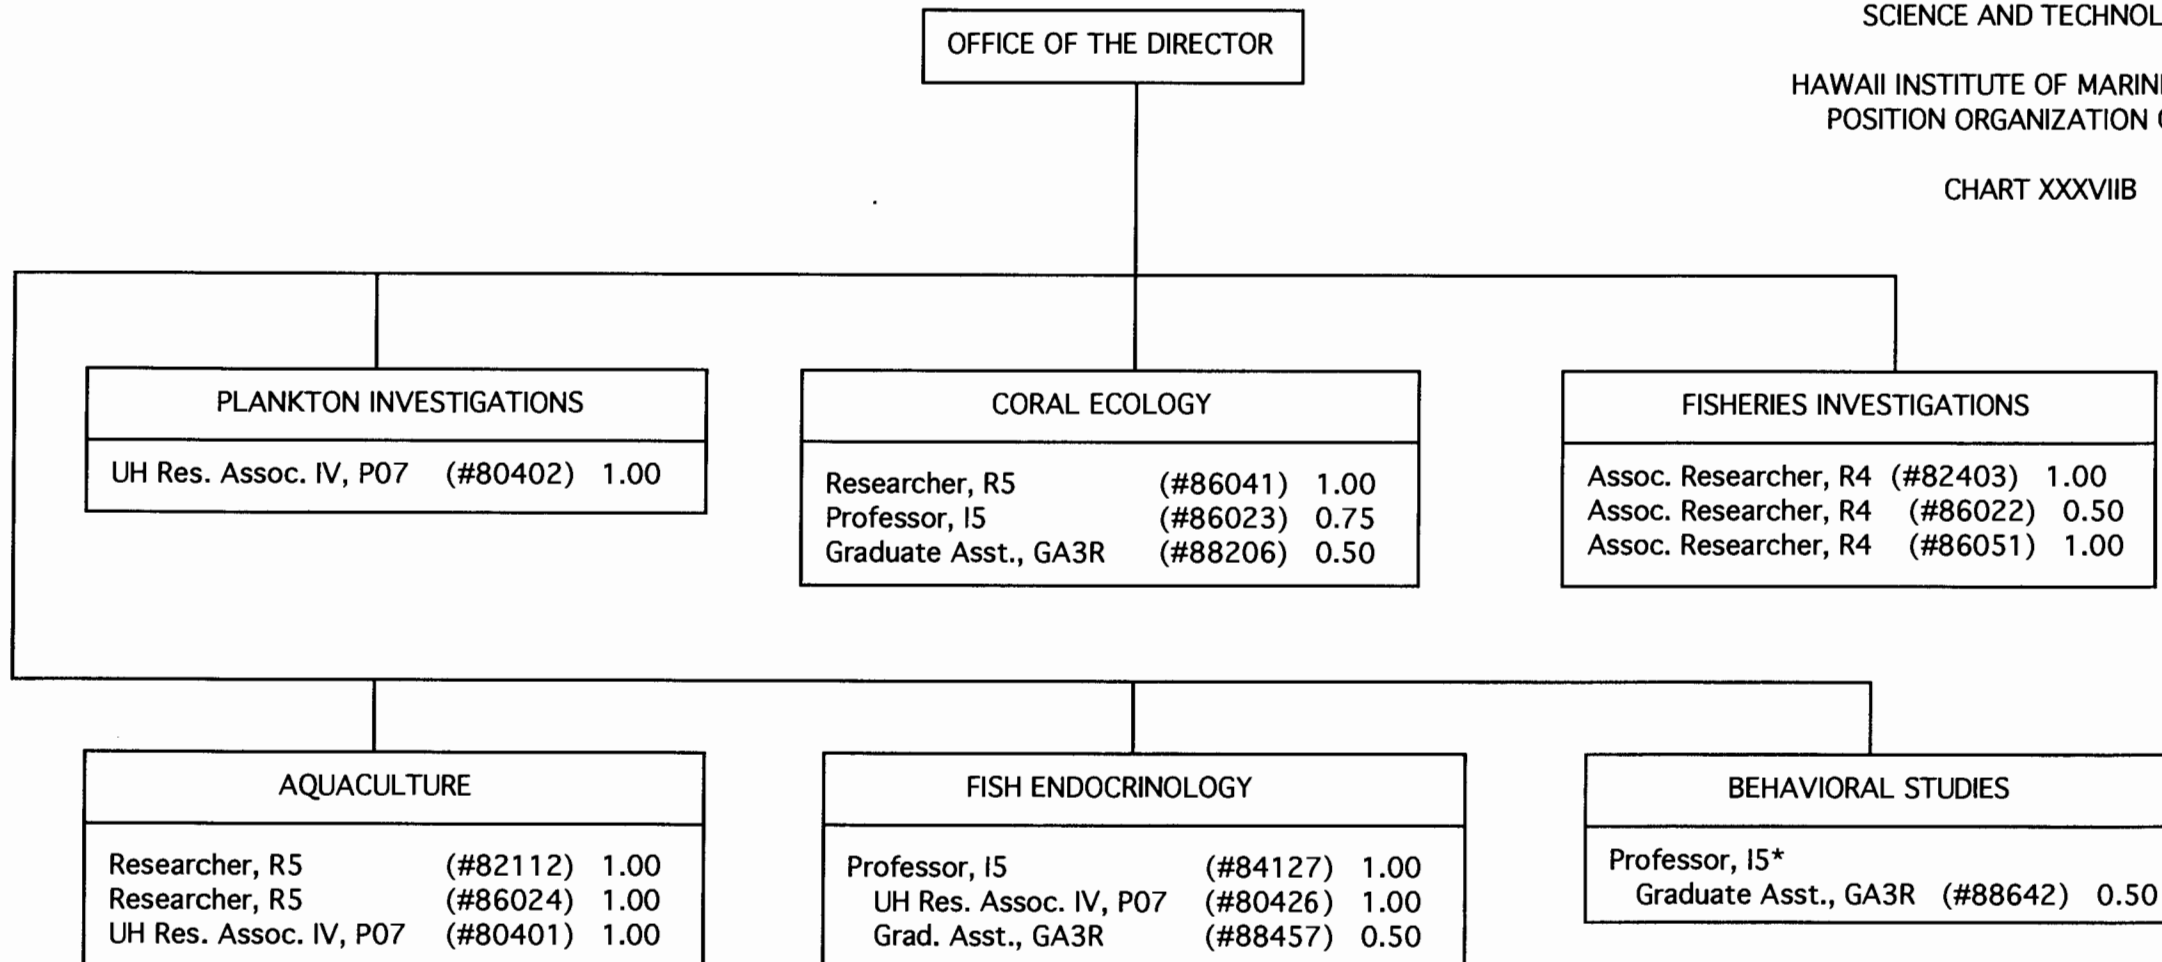 SCIENCE AND TECHNOL
HAWAII INSTITUTE OF MARIN
POSITION ORGANIZATION
CHART XXXVIIB
OFFICE OF THE DIRECTOR
PLANKTON INVESTIGATIONS
UH Res. Assoc. IV, P07 (#80402) 1.00
CORAL ECOLOGY
Researcher, R5 (#86041) 1.00
Professor, I5 (#86023) 0.75
Graduate Asst., GA3R (#88206) 0.50
FISHERIES INVESTIGATIONS
Assoc. Researcher, R4 (#82403) 1.00
Assoc. Researcher, R4 (#86022) 0.50
Assoc. Researcher, R4 (#86051) 1.00
AQUACULTURE
Researcher, R5 (#82112) 1.00
Researcher, R5 (#86024) 1.00
UH Res. Assoc. IV, P07 (#80401) 1.00
FISH ENDOCRINOLOGY
Professor, I5 (#84127) 1.00
UH Res. Assoc. IV, P07 (#80426) 1.00
Grad. Asst., GA3R (#88457) 0.50
BEHAVIORAL STUDIES
Professor, I5*
Graduate Asst., GA3R (#88642) 0.50